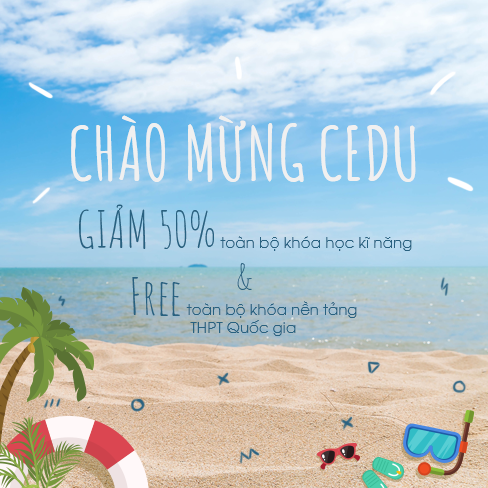 CHÀO MỪNG CEDU
GIẢM 50% toàn bộ khóa học kĩ năng
&
FREE toàn bộ khóa nền tảng
THPT Quốc gia